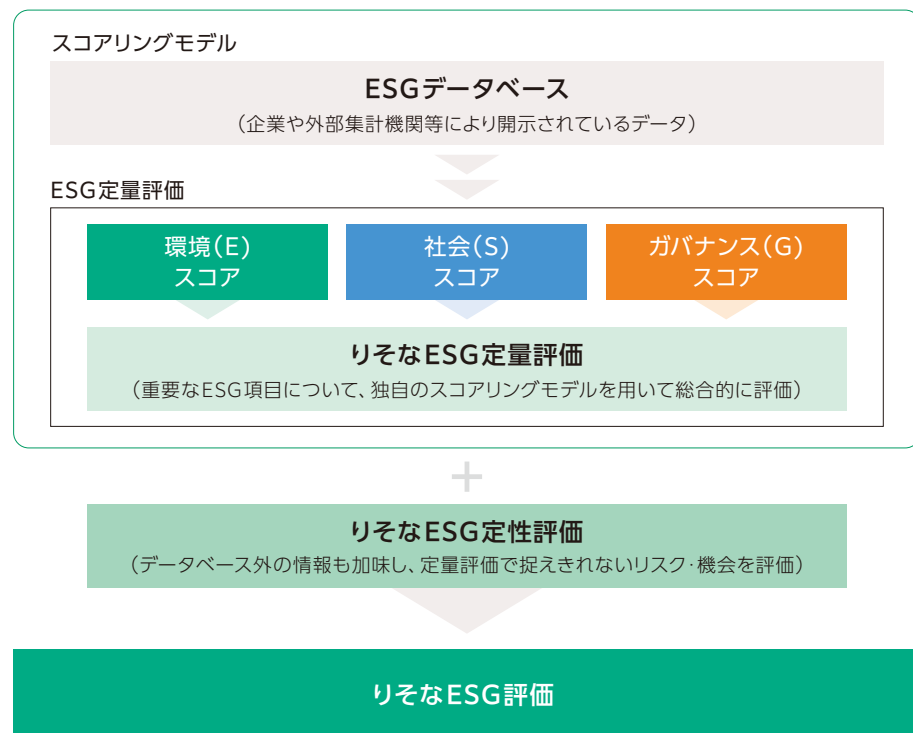 スコアリングモデル
ESGデータベース
（企業や外部集計機関等により開示されているデータ）
ESG定量評価
環境（E）
スコア
社会（S）
スコア
ガバナンス（G）
スコア
りそなESG定量評価
（重要なESG項目について、独自のスコアリングモデルを用いて総合的に評価）
+
りそなESG定性評価
（データベース外の情報も加味し、定量評価で捉えきれないリスク・機会を評価）
りそなESG評価